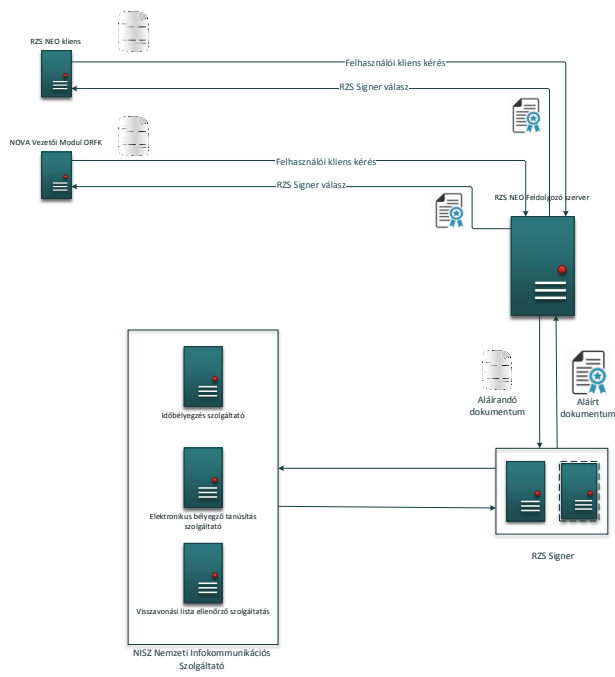 RZS NEO kliens
Felhasználói kliens kérés
RZS Signer válasz
NOVA Vezetői Modul ORFK
Felhasználói kliens kérés
RZS Signer válasz
RZS NEO Feldolgozó szerver
Aláírandó
dokumentum
Aláírt
dokumentum
Időbélyegzés szolgáltató
Elektronikus bélyegző tanúsítás
szolgáltató
Visszavonási lista ellenőrző szolgáltatás
RZS Signer
NISZ Nemzeti Infokommunikációs
Szolgáltató